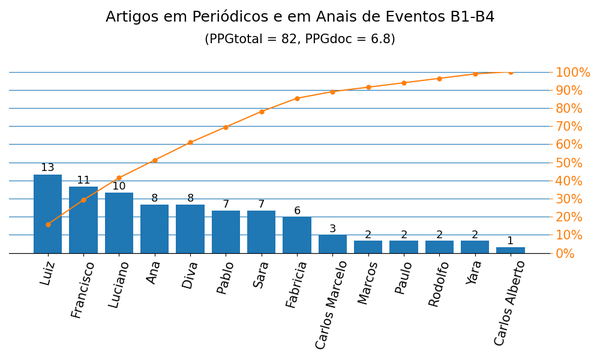 Artigos em Periódicos e em Anais de Eventos B1-B4
(PPGtotal = 82, PPGdoc = 6.8)
100%
90%
80%
70%
60%
50%
40%
30%
20%
10%
0%
13
11
10
8
8
7
7
6
3
2
2
2
2
1
Luiz
Francisco
Luciano
Ana
Diva
Pablo
Sara
Fabrícia
Carlos Marcelo
Marcos
Paulo
Rodolfo
Yara
Carlos Alberto